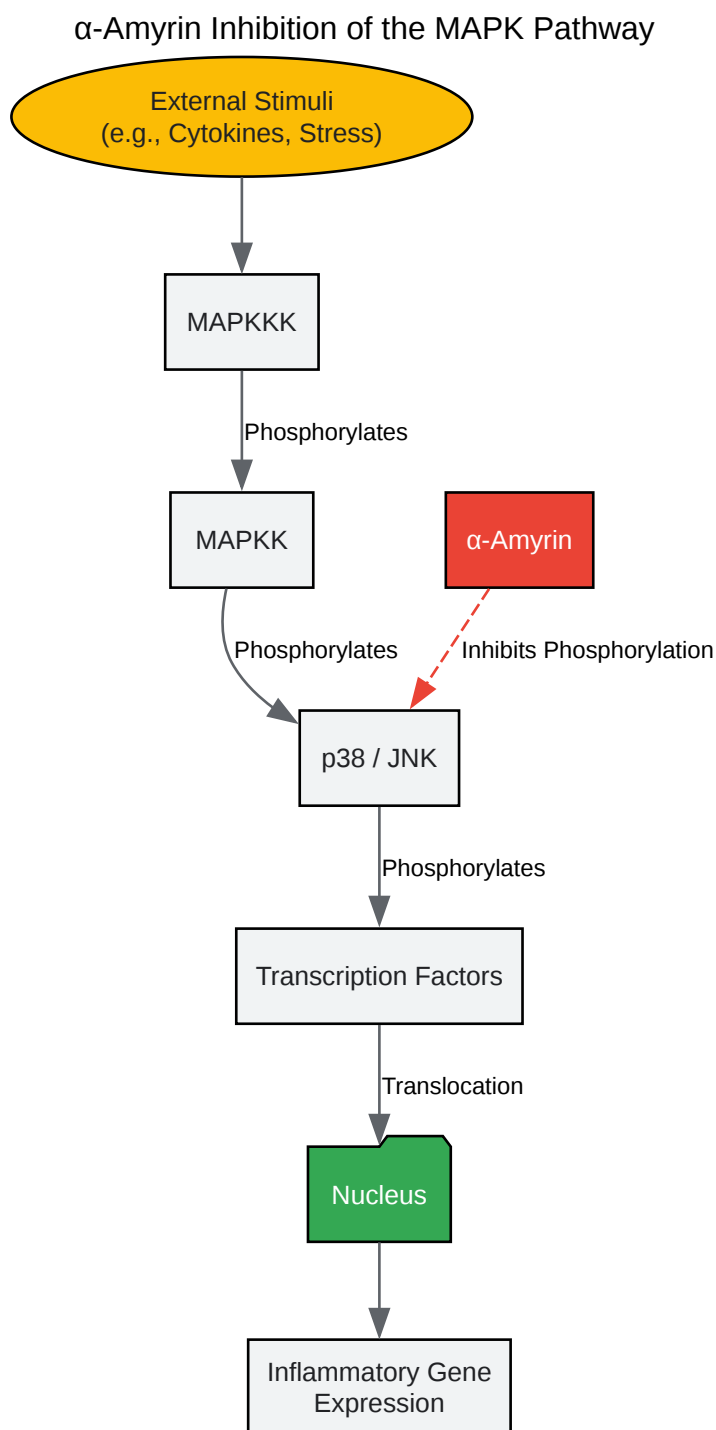 α-Amyrin Inhibition of the MAPK Pathway
External Stimuli
(e.g., Cytokines, Stress)
MAPKKK
Phosphorylates
MAPKK
α-Amyrin
Phosphorylates
Inhibits Phosphorylation
p38 / JNK
Phosphorylates
Transcription Factors
Translocation
Nucleus
Inflammatory Gene
Expression